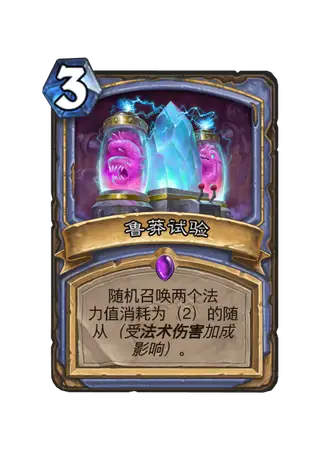 3
鲁莽试验
随机召唤两个法
力值消耗为（2）的随
从（受法术伤害加成
影响）。